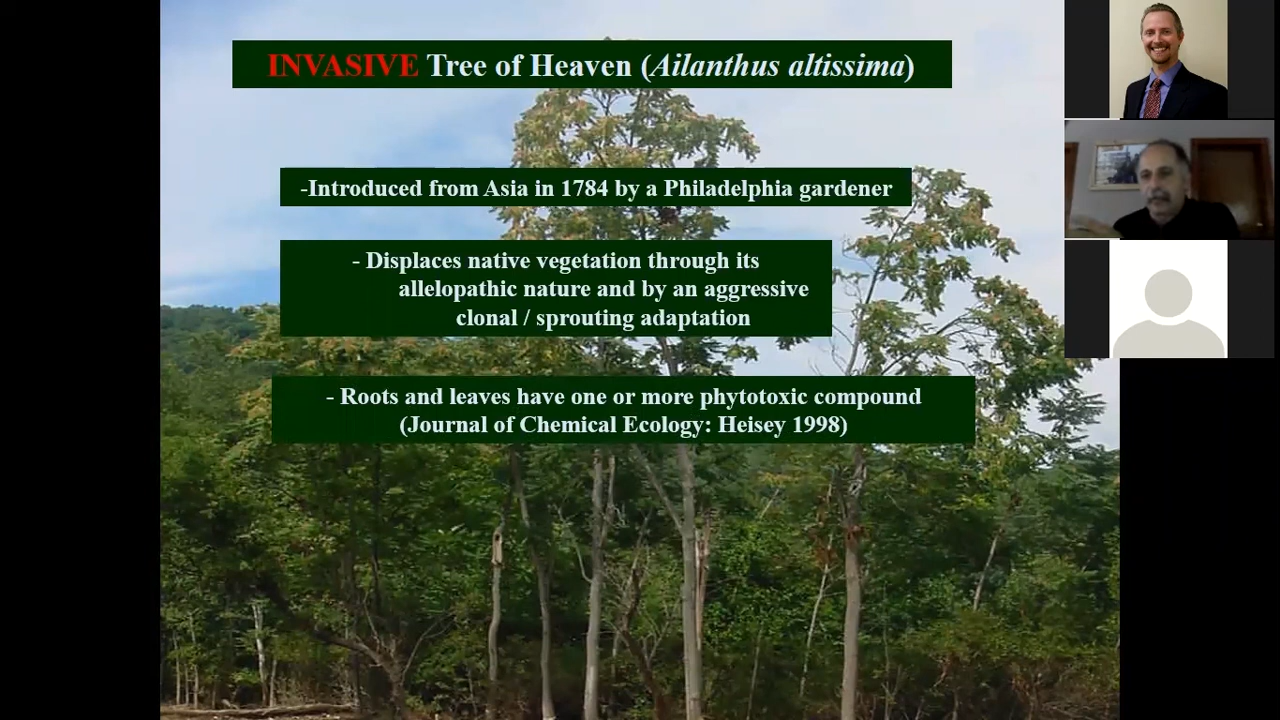 INVASIVE Tree of Heaven (Ailanthus altissima)
-Introduced from Asia in 1784 by a Philadelphia gardener
- Displaces native vegetation through its
allelopathic nature and by an aggressive
clonal / sprouting adaptation
- Roots and leaves have one or more phytotoxic compound
(Journal of Chemical Ecology: Heisey 1998)